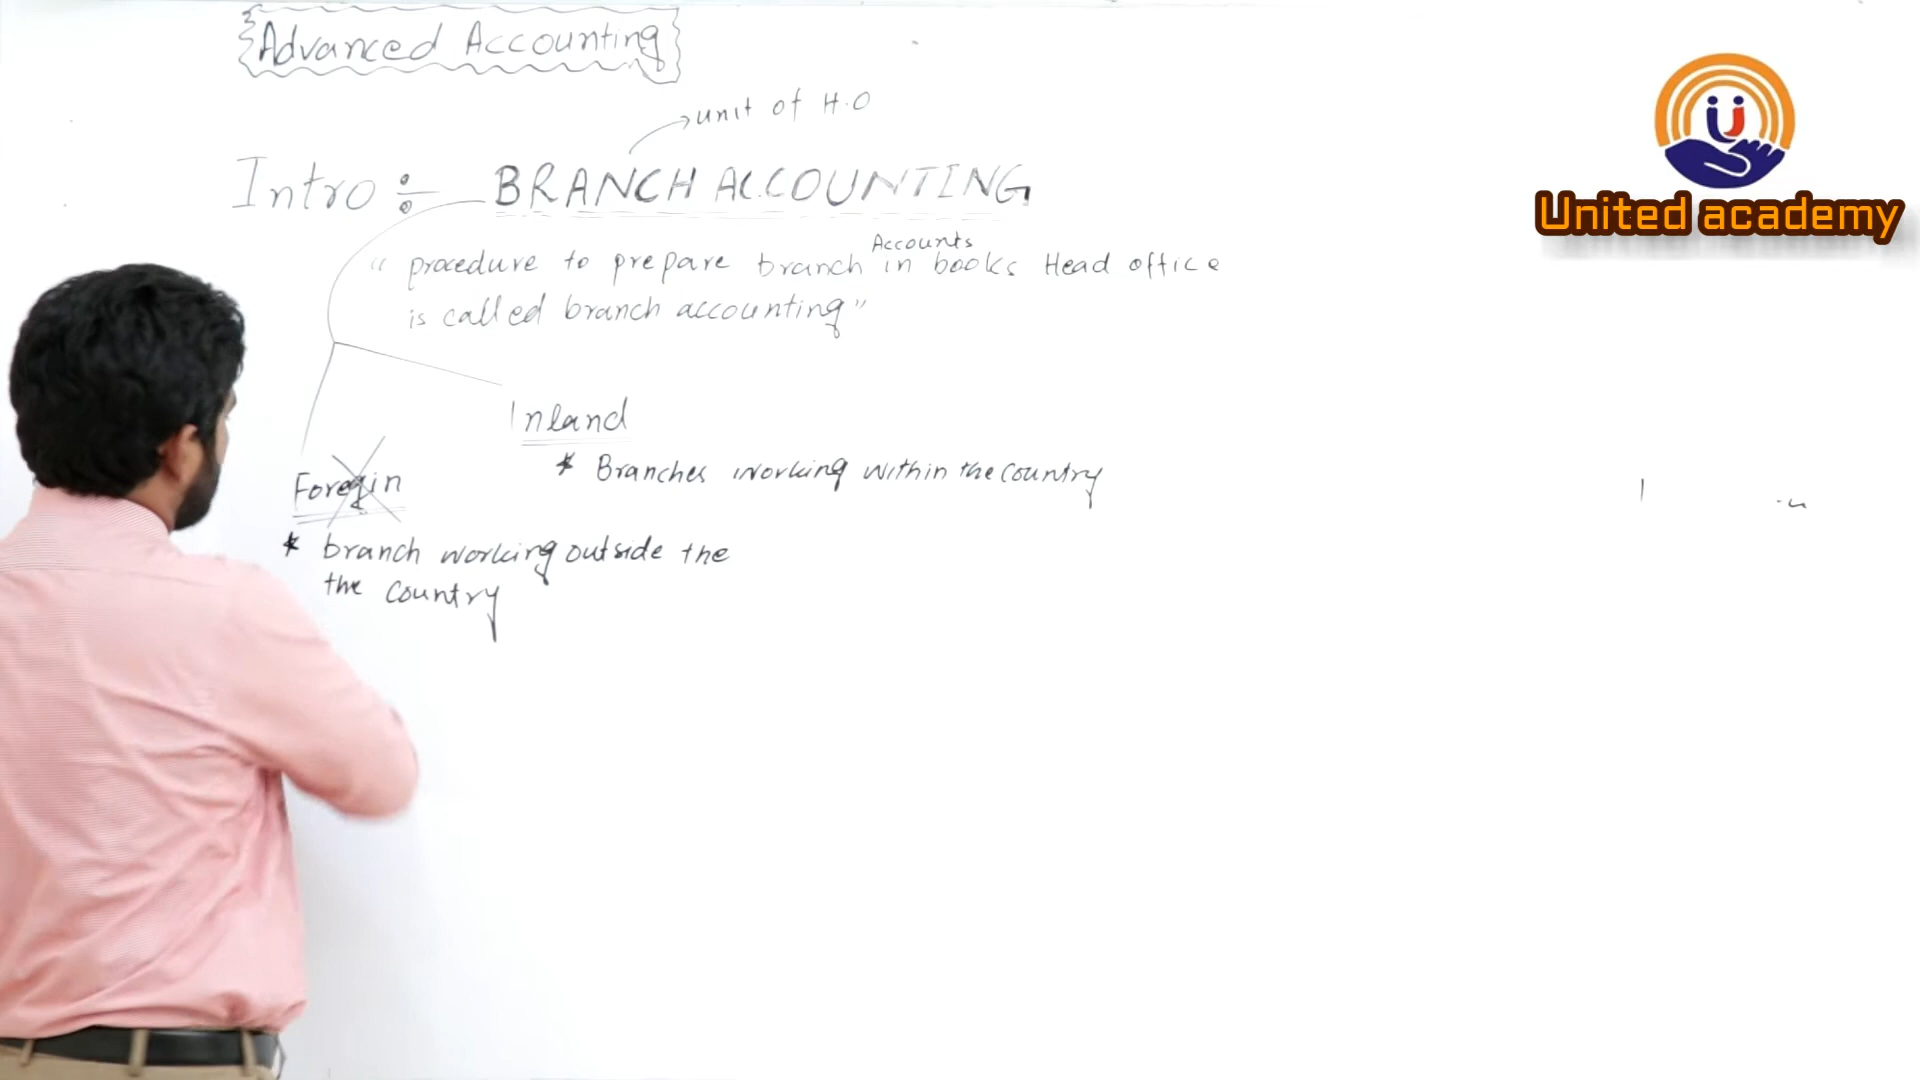 Advanced Accounting
unit of H.O
Intro :- BRANCH ACCOUNTING
Accounts
"procedure to prepare branch in books Head office
is called branch accounting"
Inland
* Branches working within the country
Foregin
* branch working outside the
the country
United academy